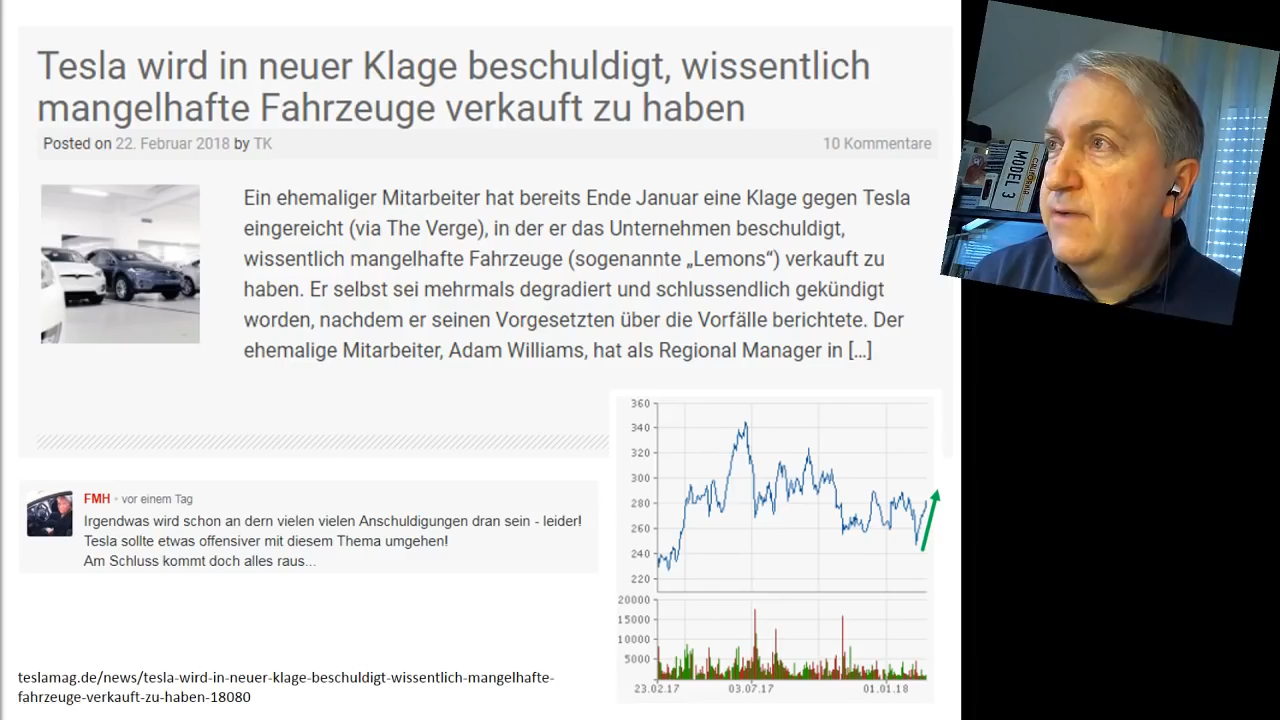 Tesla wird in neuer Klage beschuldigt, wissentlich
mangelhafte Fahrzeuge verkauft zu haben
Posted on 22. Februar 2018 by TK
10 Kommentare
Ein ehemaliger Mitarbeiter hat bereits Ende Januar eine Klage gegen Tesla
eingereicht (via The Verge), in der er das Unternehmen beschuldigt,
wissentlich mangelhafte Fahrzeuge (sogenannte „Lemons“) verkauft zu
haben. Er selbst sei mehrmals degradiert und schlussendlich gekündigt
worden, nachdem er seinen Vorgesetzten über die Vorfälle berichtete. Der
ehemalige Mitarbeiter, Adam Williams, hat als Regional Manager in [...]
FMH • vor einem Tag
Irgendwas wird schon an dern vielen vielen Anschuldigungen dran sein - leider!
Tesla sollte etwas offensiver mit diesem Thema umgehen!
Am Schluss kommt doch alles raus...
360
340
320
300
280
260
240
220
20000
15000
10000
5000
23.02.17
03.07.17
01.01.18
teslamag.de/news/tesla-wird-in-neuer-klage-beschuldigt-wissentlich-mangelhafte-
fahrzeuge-verkauft-zu-haben-18080
MODEL 3
CALIFORNIA